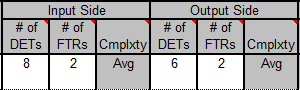 Input Side Output Side
# of DETs # of FTRs Cmplxty # of DETs # of FTRs Cmplxty
8 2 Avg 6 2 Avg